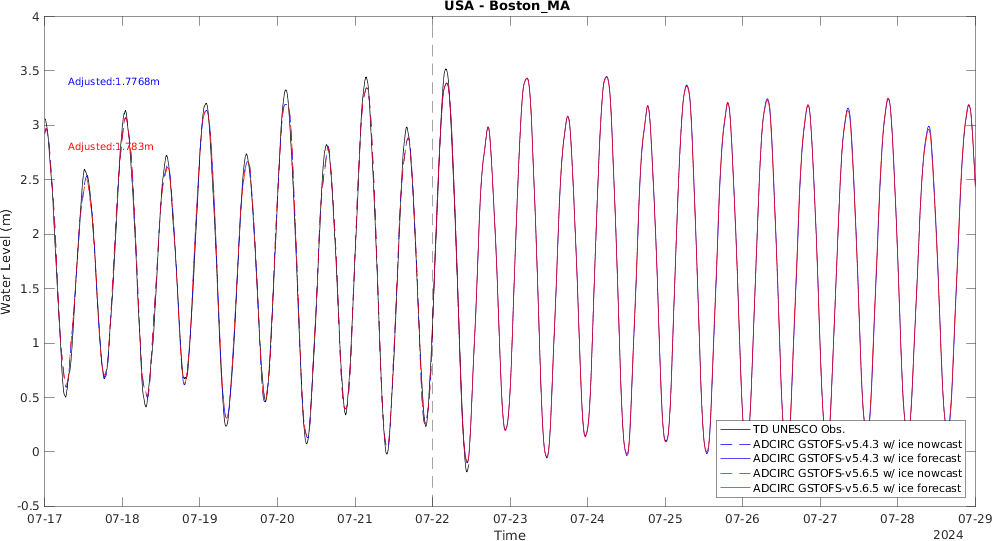 USA - Boston_MA
4
3.5
3
2.5
2
1.5
1
0.5
0
-0.5
Water Level (m)
Adjusted:1.7768m
Adjusted:1.783m
TD UNESCO Obs.
ADCIRC GSTOFS-v5.4.3 w/ ice nowcast
ADCIRC GSTOFS-v5.4.3 w/ ice forecast
ADCIRC GSTOFS-v5.6.5 w/ ice nowcast
ADCIRC GSTOFS-v5.6.5 w/ ice forecast
07-17 07-18 07-19 07-20 07-21 07-22 07-23 07-24 07-25 07-26 07-27 07-28 07-29
Time
2024